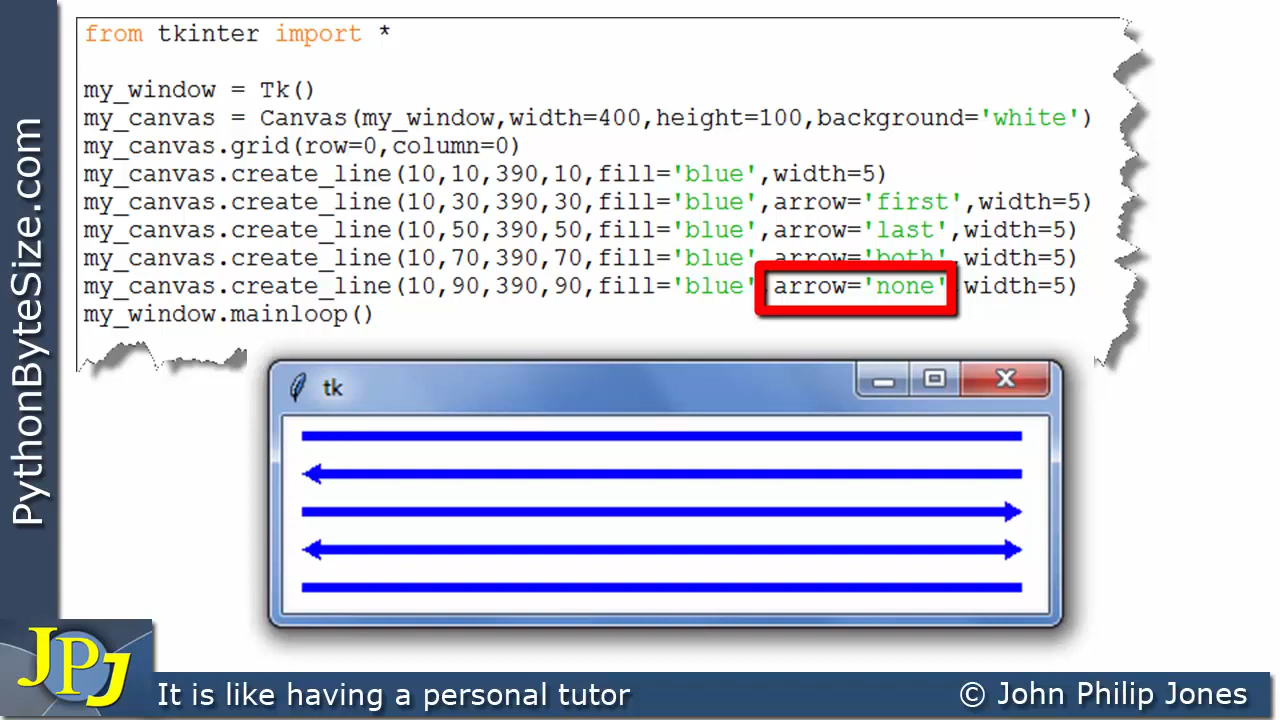 from tkinter import *
my_window = Tk()
my_canvas = Canvas(my_window,width=400,height=100,background='white')
my_canvas.grid(row=0,column=0)
my_canvas.create_line(10,10,390,10,fill='blue',width=5)
my_canvas.create_line(10,30,390,30,fill='blue',arrow='first',width=5)
my_canvas.create_line(10,50,390,50,fill='blue',arrow='last',width=5)
my_canvas.create_line(10,70,390,70,fill='blue',arrow='both',width=5)
my_canvas.create_line(10,90,390,90,fill='blue',arrow='none',width=5)
my_window.mainloop()
tk
PythonByteSize.com
JPJ
It is like having a personal tutor
© John Philip Jones